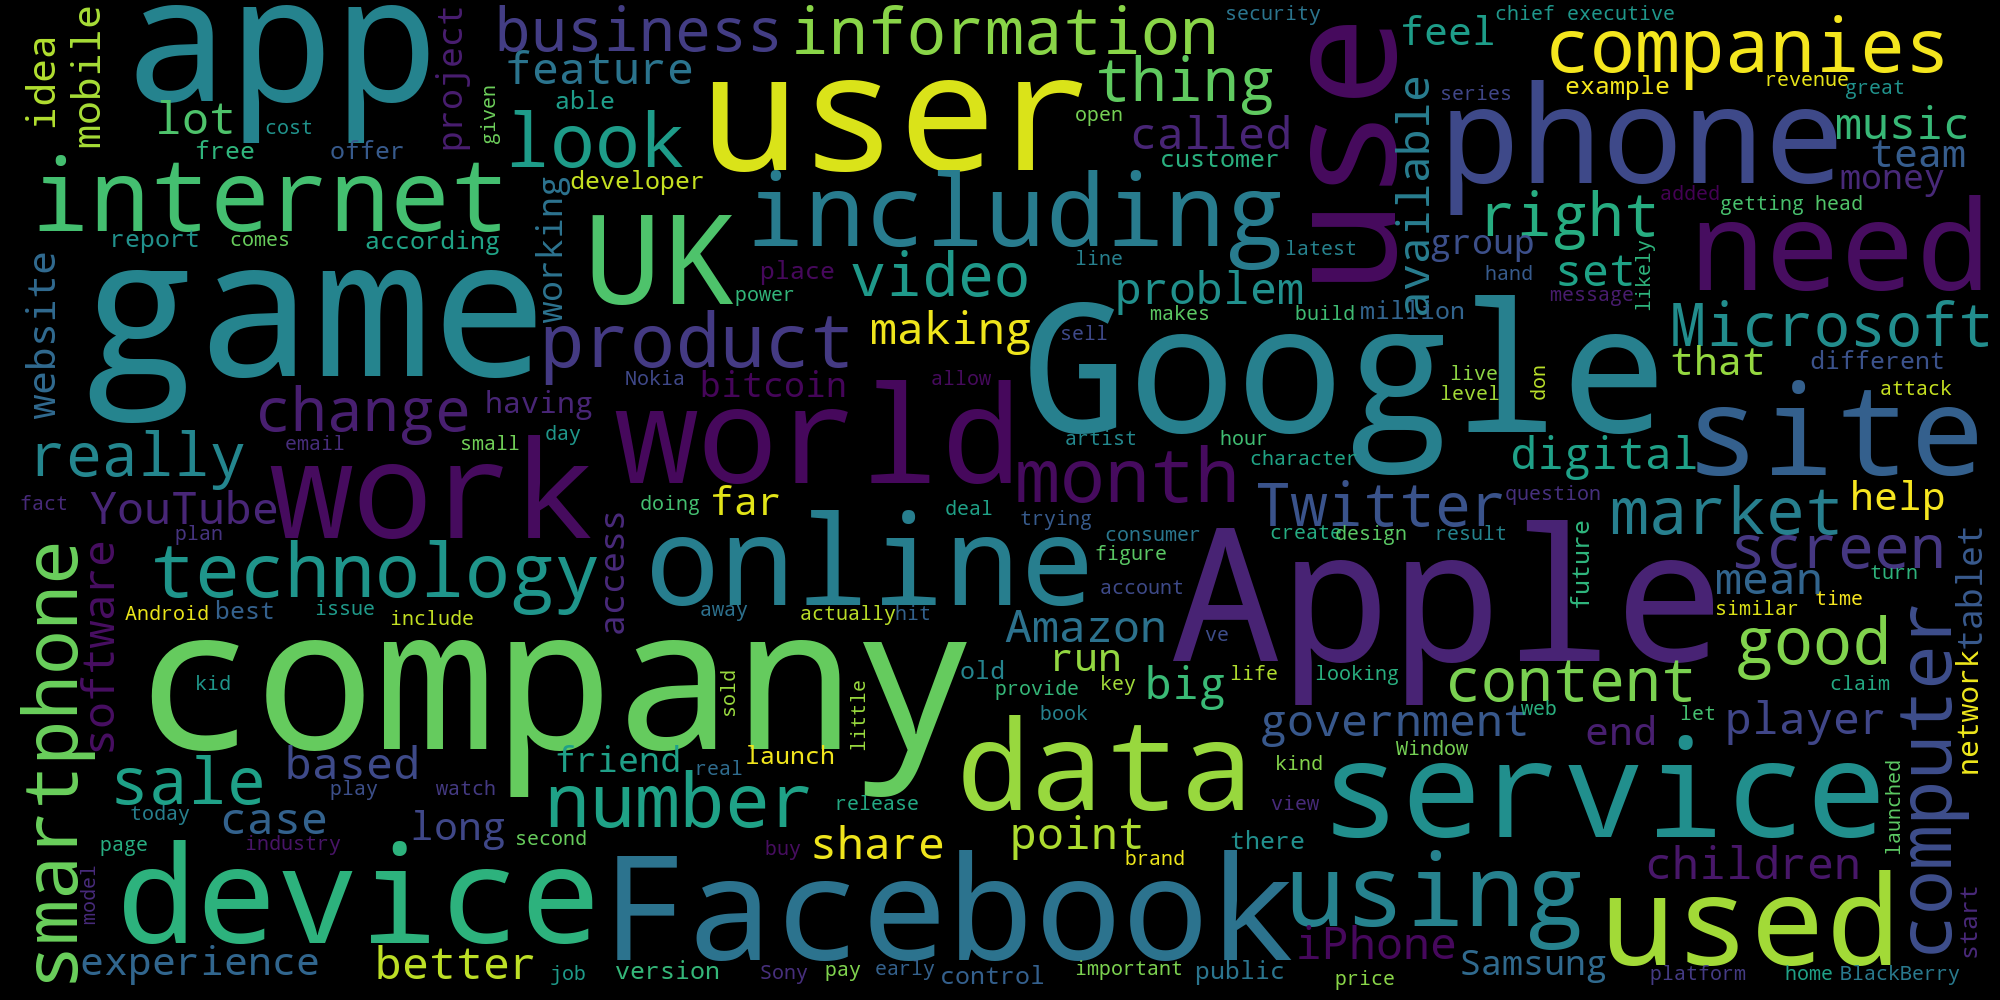 app
business
information
security
chief executive
idea
mobile
project
feature
user
thing
use
feel
companies
lot
cost
free
offer
given
able
look
open
called
customer
available
series
example
revenue
great
phone
music
team
money
internet
developer
working
including
right
added
getting head
need
report
comes
according
UK
place
power
video
line
latest
problem
group
hand
set
likely
message
website
game
product
making
makes
sell
build
million
Google
Microsoft
that
different
attack
Nokia
bitcoin
allow
live
level
don
site
change
having
world
really
email
small
day
artist
hour
character
digital
work
month
fact
YouTube
plan
doing
far
deal
trying
Twitter
question
market
help
smartphone
software
technology
access
online
consumer
figure
create
design
result
future
screen
tablet
Apple
account
mean
turn
Android
best
issue
include
away
actually
hit
Amazon
ve
similar
time
computer
company
kid
sold
little
old
run
provide
key
big
life
looking
content
good
claim
book
government
web
let
end
player
network
data
sale
based
friend
real
launch
kind
Window
service
play
watch
number
release
view
today
case
long
second
point
there
launched
page
industry
buy
share
brand
model
device
Facebook
using
children
used
start
experience
better
job
version
Sony
pay
early
control
important
public
iPhone
price
Samsung
platform
home
BlackBerry